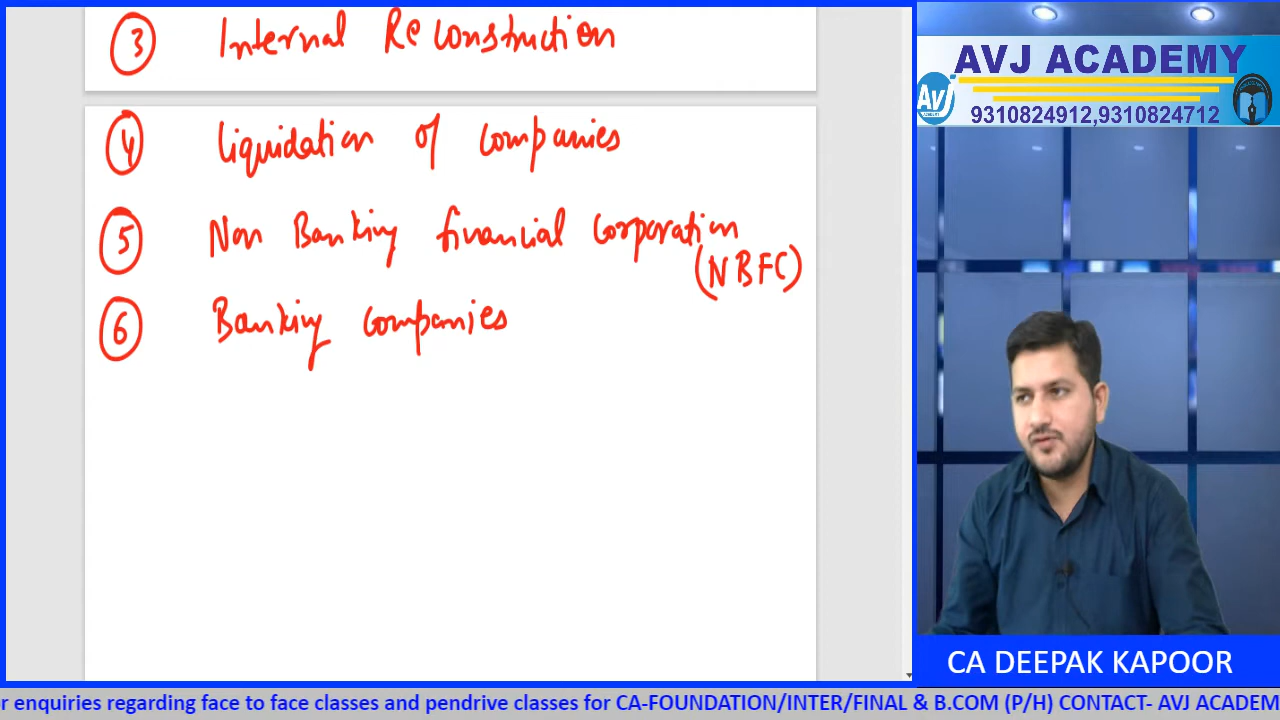 ③ Internal Reconstruction
④ Liquidation of companies
⑤ Non Banking financial corporation
(NBFC)
⑥ Banking companies
AVJ ACADEMY
AVJ
ACADEMY
9310824912,9310824712
CA DEEPAK KAPOOR
r enquiries regarding face to face classes and pendrive classes for CA-FOUNDATION/INTER/FINAL & B.COM (P/H) CONTACT- AVJ ACADEM